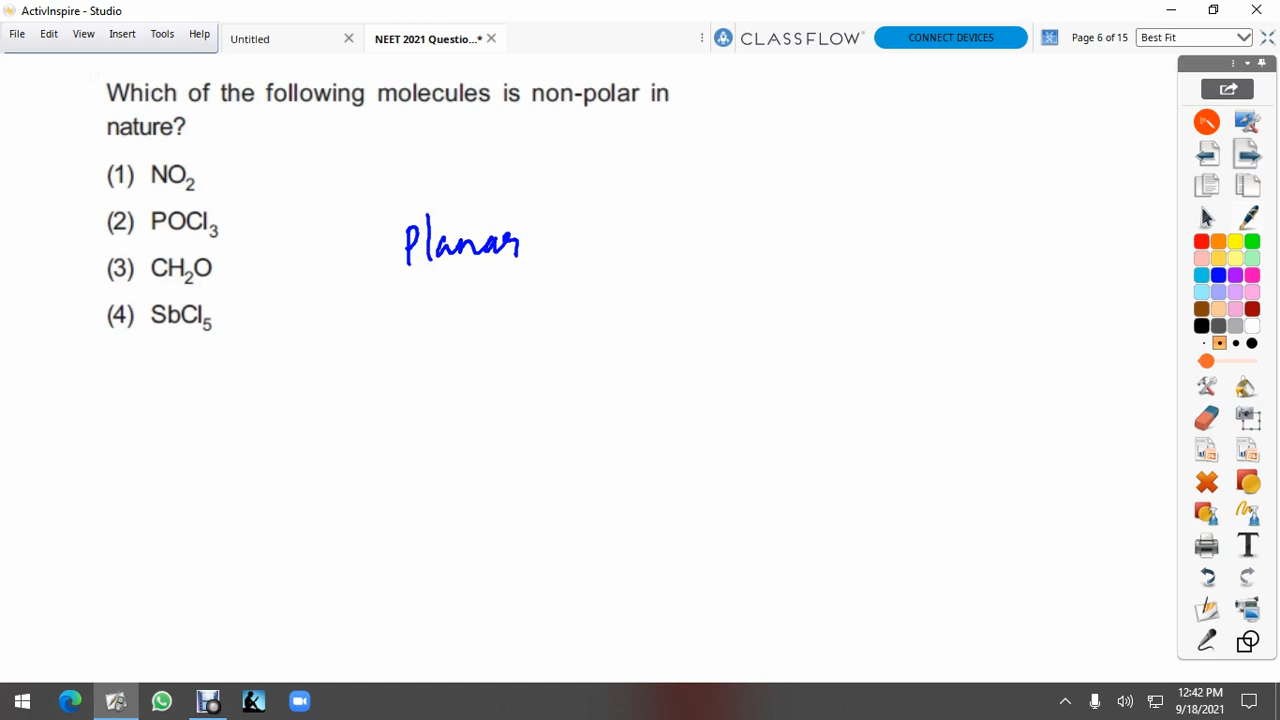 ActivInspire - Studio
File Edit View Insert Tools Help
Untitled
NEET 2021 Questio...*
CLASSFLOW
CONNECT DEVICES
Page 6 of 15
Best Fit
Which of the following molecules is non-polar in
nature?
(1) NO2
(2) POCl3
(3) CH2O
(4) SbCl5
Planar
12:42 PM
9/18/2021